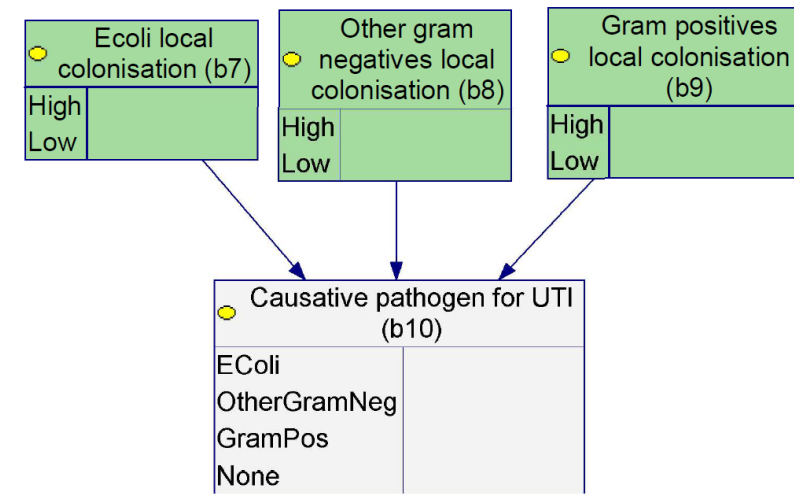 Ecoli local
colonisation (b7)
High
Low
Other gram
negatives local
colonisation (b8)
High
Low
Gram positives
local colonisation
(b9)
High
Low
Causative pathogen for UTI
(b10)
EColi
OtherGramNeg
GramPos
None